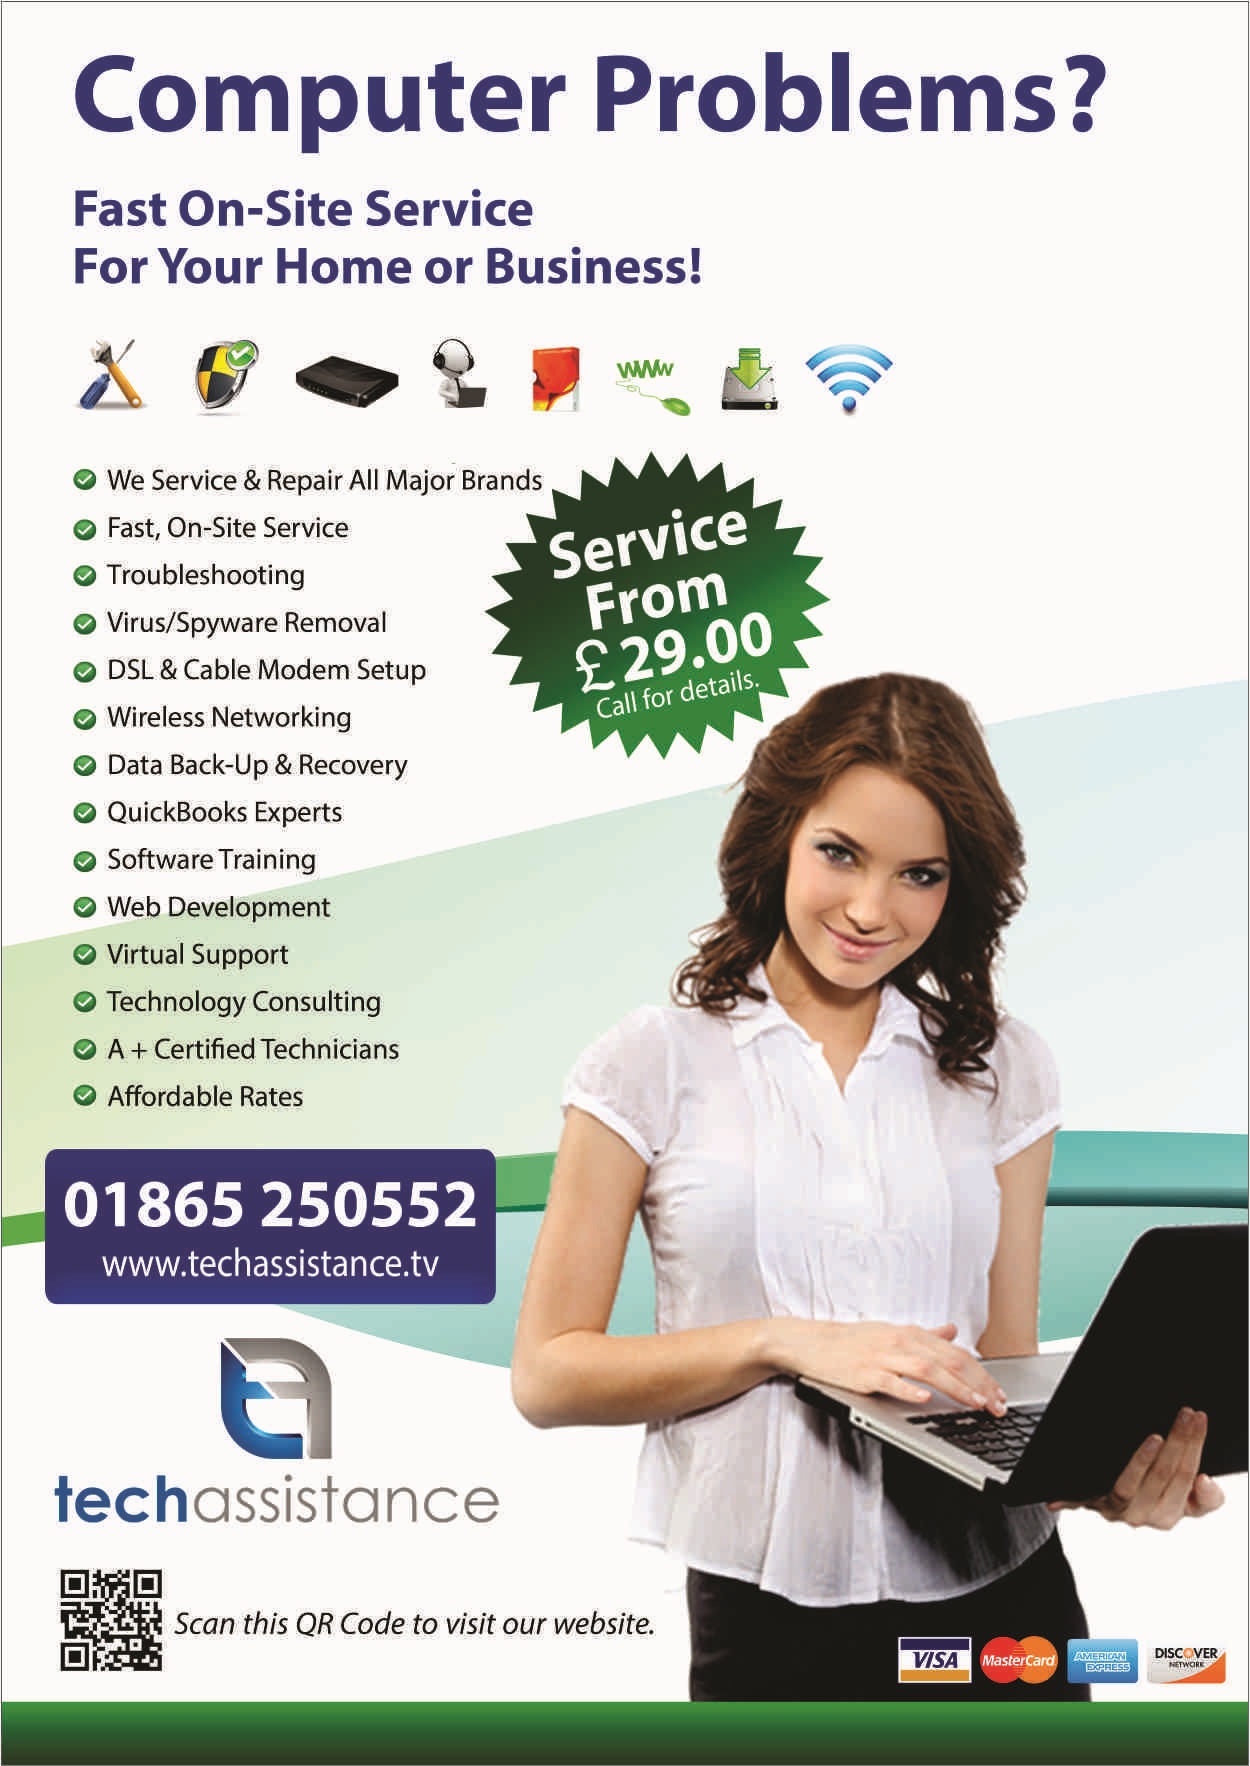 Computer Problems?
Fast On-Site Service
For Your Home or Business!
www
We Service & Repair All Major Brands
Fast, On-Site Service
Troubleshooting
Virus/Spyware Removal
DSL & Cable Modem Setup
Wireless Networking
Data Back-Up & Recovery
QuickBooks Experts
Software Training
Web Development
Virtual Support
Technology Consulting
A + Certified Technicians
Affordable Rates
Service
From
£29.00
Call for details.
01865 250552
www.techassistance.tv
techassistance
Scan this QR Code to visit our website.
VISA
MasterCard
AMERICAN
EXPRESS
DISCOVER
NETWORK